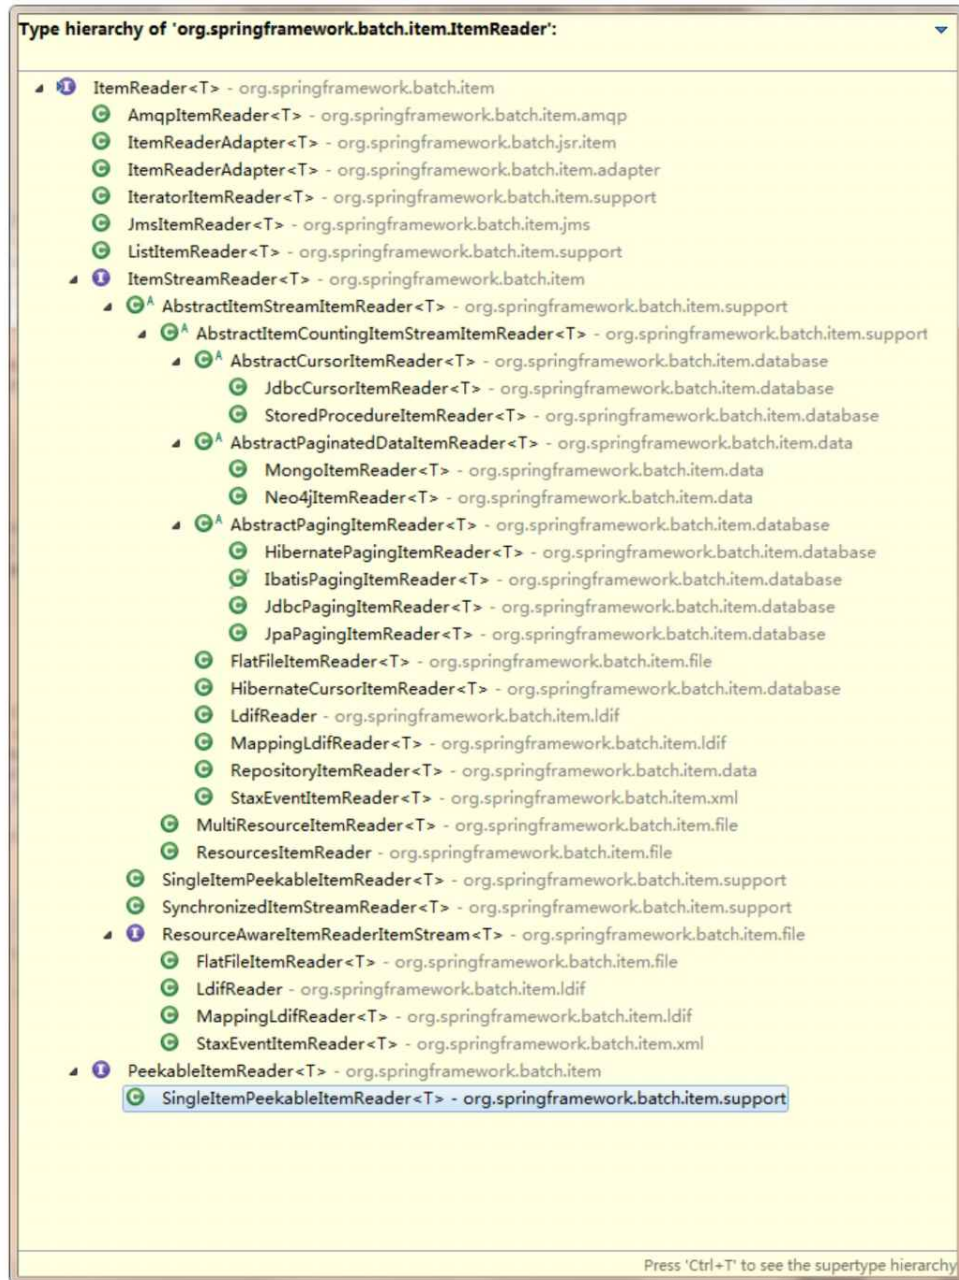 Type hierarchy of 'org.springframework.batch.item.ItemReader':
ItemReader<T> - org.springframework.batch.item
AmqpItemReader<T> - org.springframework.batch.item.amqp
ItemReaderAdapter<T> - org.springframework.batch.jsr.item
ItemReaderAdapter<T> - org.springframework.batch.item.adapter
IteratorItemReader<T> - org.springframework.batch.item.support
JmsItemReader<T> - org.springframework.batch.item.jms
ListItemReader<T> - org.springframework.batch.item.support
ItemStreamReader<T> - org.springframework.batch.item
AbstractItemStreamItemReader<T> - org.springframework.batch.item.support
AbstractItemCountingItemStreamItemReader<T> - org.springframework.batch.item.support
AbstractCursorItemReader<T> - org.springframework.batch.item.database
JdbcCursorItemReader<T> - org.springframework.batch.item.database
StoredProcedureItemReader<T> - org.springframework.batch.item.database
AbstractPaginatedDataItemReader<T> - org.springframework.batch.item.data
MongoItemReader<T> - org.springframework.batch.item.data
Neo4jItemReader<T> - org.springframework.batch.item.data
AbstractPagingItemReader<T> - org.springframework.batch.item.database
HibernatePagingItemReader<T> - org.springframework.batch.item.database
IbatisPagingItemReader<T> - org.springframework.batch.item.database
JdbcPagingItemReader<T> - org.springframework.batch.item.database
JpaPagingItemReader<T> - org.springframework.batch.item.database
FlatFileItemReader<T> - org.springframework.batch.item.file
HibernateCursorItemReader<T> - org.springframework.batch.item.database
LdifReader - org.springframework.batch.item.ldif
MappingLdifReader<T> - org.springframework.batch.item.ldif
RepositoryItemReader<T> - org.springframework.batch.item.data
StaxEventItemReader<T> - org.springframework.batch.item.xml
MultiResourceItemReader<T> - org.springframework.batch.item.file
ResourcesItemReader - org.springframework.batch.item.file
SingleItemPeekableItemReader<T> - org.springframework.batch.item.support
SynchronizedItemStreamReader<T> - org.springframework.batch.item.support
ResourceAwareItemReaderItemStream<T> - org.springframework.batch.item.file
FlatFileItemReader<T> - org.springframework.batch.item.file
LdifReader - org.springframework.batch.item.ldif
MappingLdifReader<T> - org.springframework.batch.item.ldif
StaxEventItemReader<T> - org.springframework.batch.item.xml
PeekableItemReader<T> - org.springframework.batch.item
SingleItemPeekableItemReader<T> - org.springframework.batch.item.support
Press 'Ctrl+T' to see the supertype hierarchy